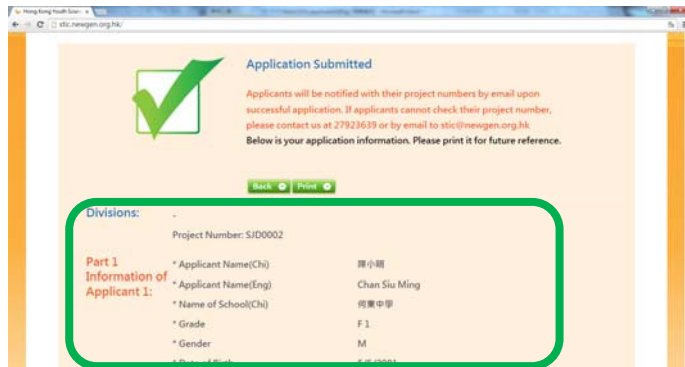 stic.newgen.org.hk/
Application Submitted
Applicants will be notified with their project numbers by email upon
successful application. If applicants cannot check their project number,
please contact us at 27923639 or by email to stic@newgen.org.hk
Below is your application information. Please print it for future reference.
Back Print
Divisions: -
Project Number: SJD0002
Part 1
Information of
Applicant 1:
* Applicant Name(Chi) 陳小明
* Applicant Name(Eng) Chan Siu Ming
* Name of School(Chi) 何東中學
* Grade F 1
* Gender M